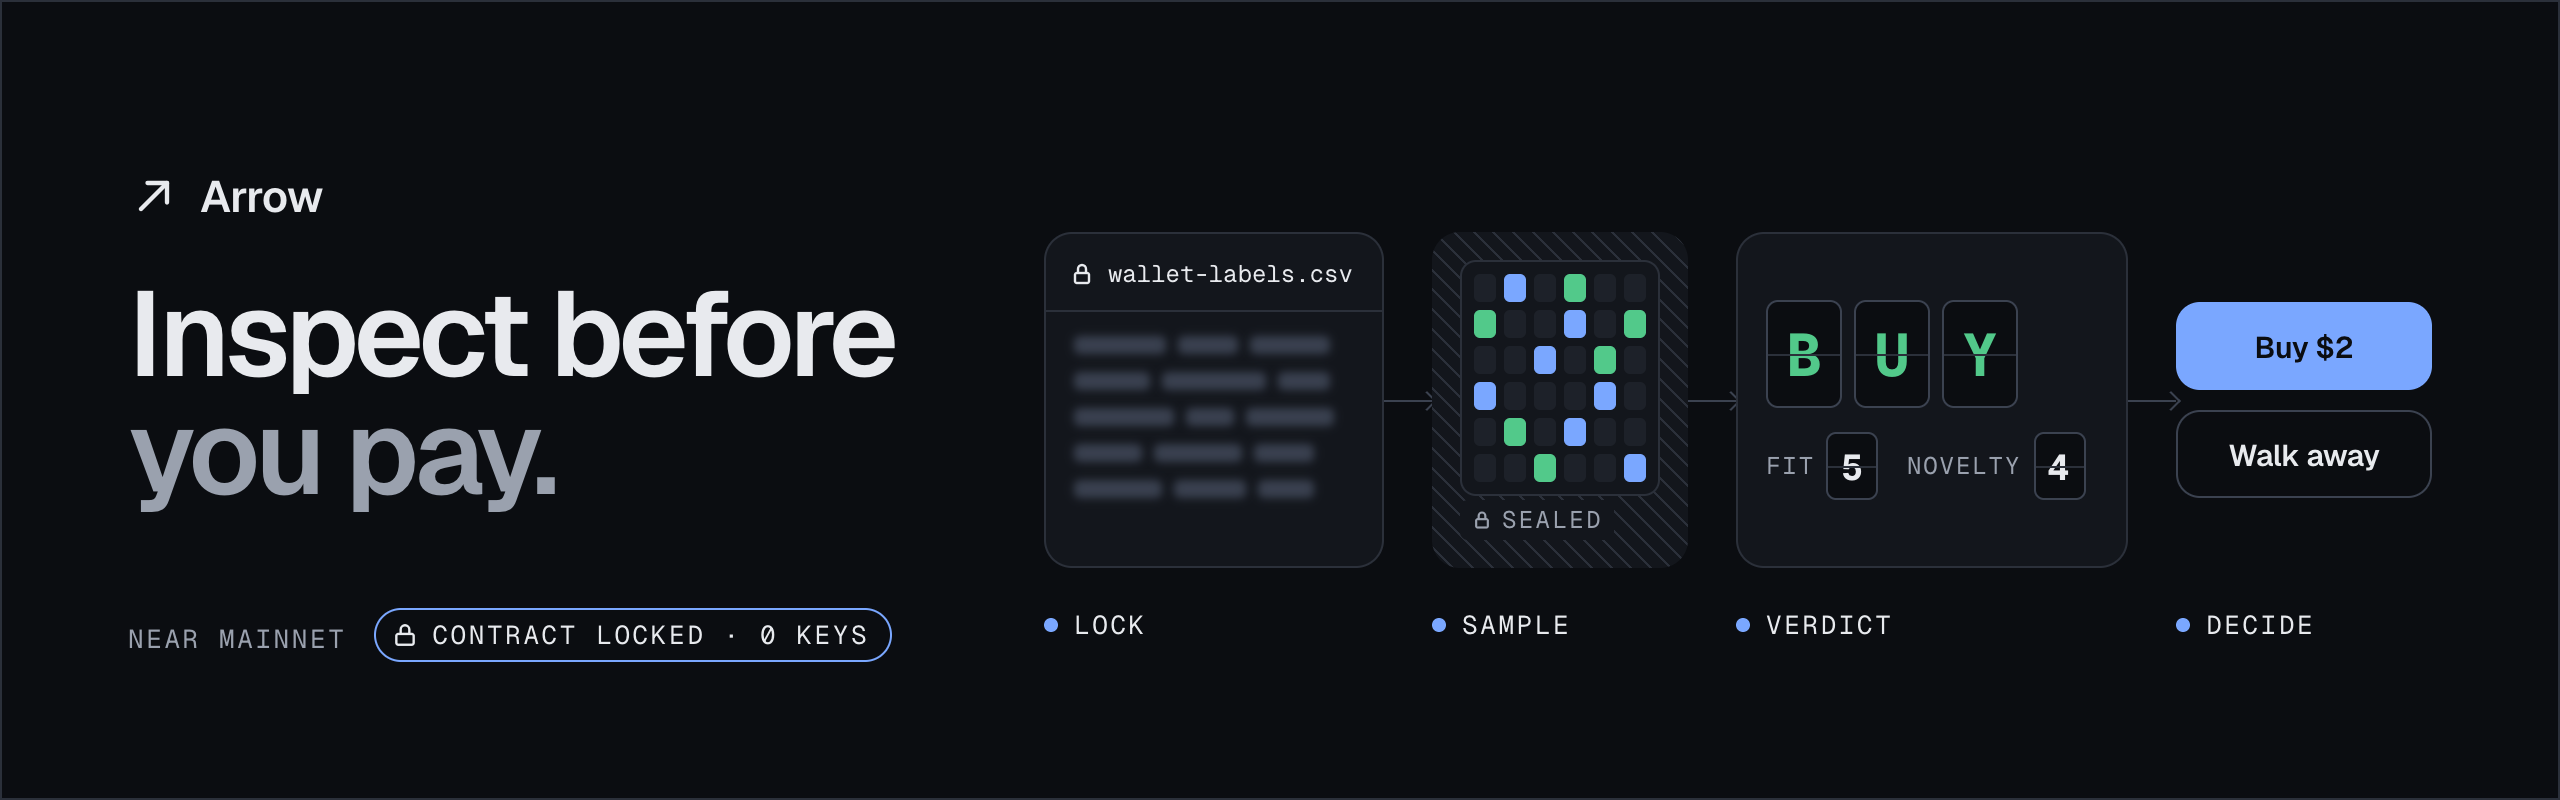 Arrow
Inspect before
you pay.
NEAR MAINNET
CONTRACT LOCKED · 0 KEYS
wallet-labels.csv
SEALED
BUY
FIT 5 NOVELTY 4
Buy $2
Walk away
LOCK
SAMPLE
VERDICT
DECIDE